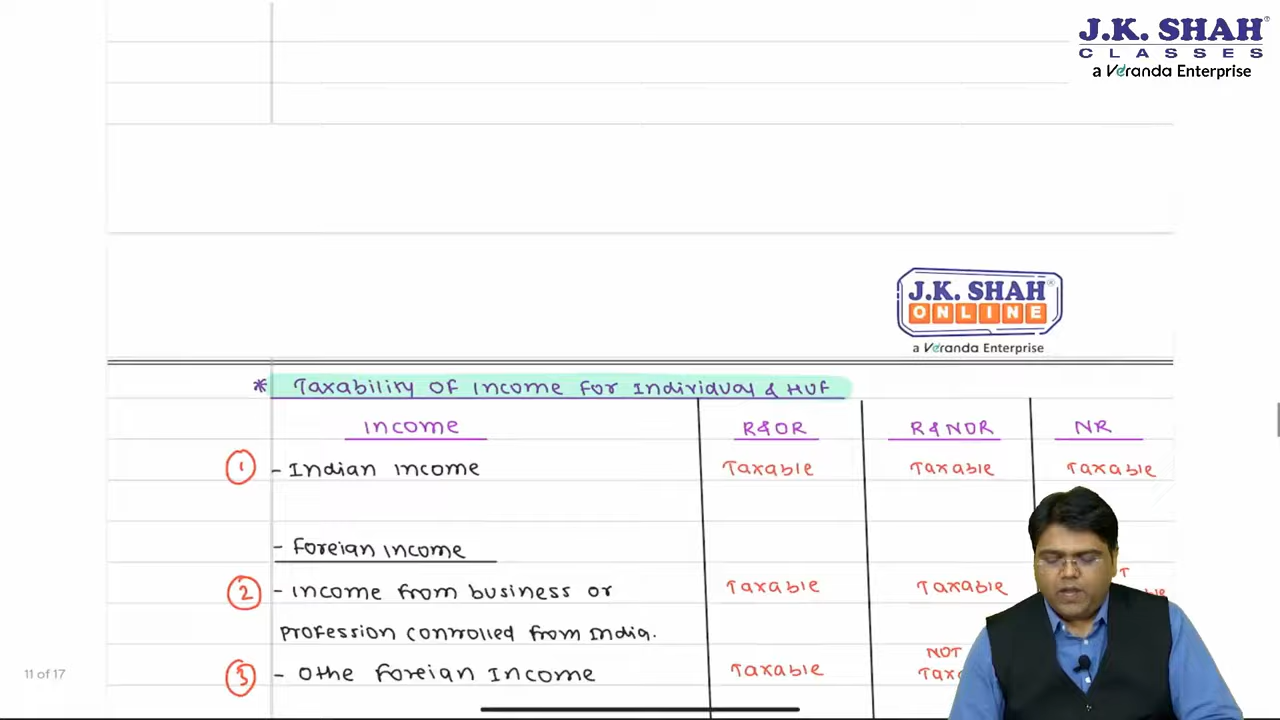 J.K. SHAH
CLASSES
a Veranda Enterprise
J.K. SHAH
ONLINE
a Veranda Enterprise
* Taxability of Income for Individual & HUF
Income R&OR R&NOR NR
① - Indian income Taxable Taxable Taxable
- Foreign income
② - Income from business or Taxable Taxable
profession controlled from India.
NOT
③ - Othe Foreign Income Taxable
11 of 17